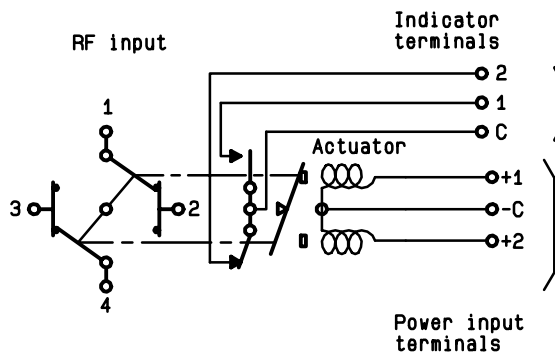 Indicator
terminals
RF input
2
1
C
1
Actuator
+1
3
2
-C
+2
4
Power input
terminals